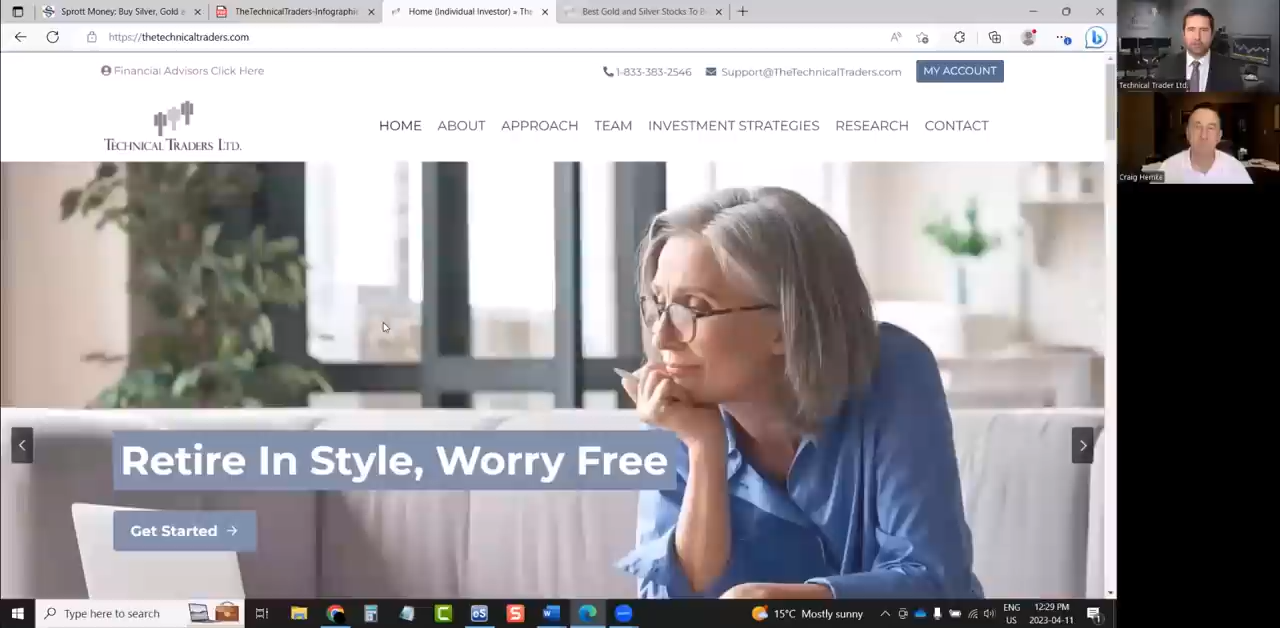 Sprott Money: Buy Silver, Gold a
TheTechnicalTraders-Infographic
Home (Individual Investor) » The
Best Gold and Silver Stocks To B
https://thetechnicaltraders.com
Financial Advisors Click Here
1-833-383-2546
Support@TheTechnicalTraders.com
MY ACCOUNT
TECHNICAL TRADERS LTD.
HOME
ABOUT
APPROACH
TEAM
INVESTMENT STRATEGIES
RESEARCH
CONTACT
Retire In Style, Worry Free
Get Started →
Technical Trader Ltd.
Craig Hemke
Type here to search
15°C Mostly sunny
ENG
US
12:29 PM
2023-04-11